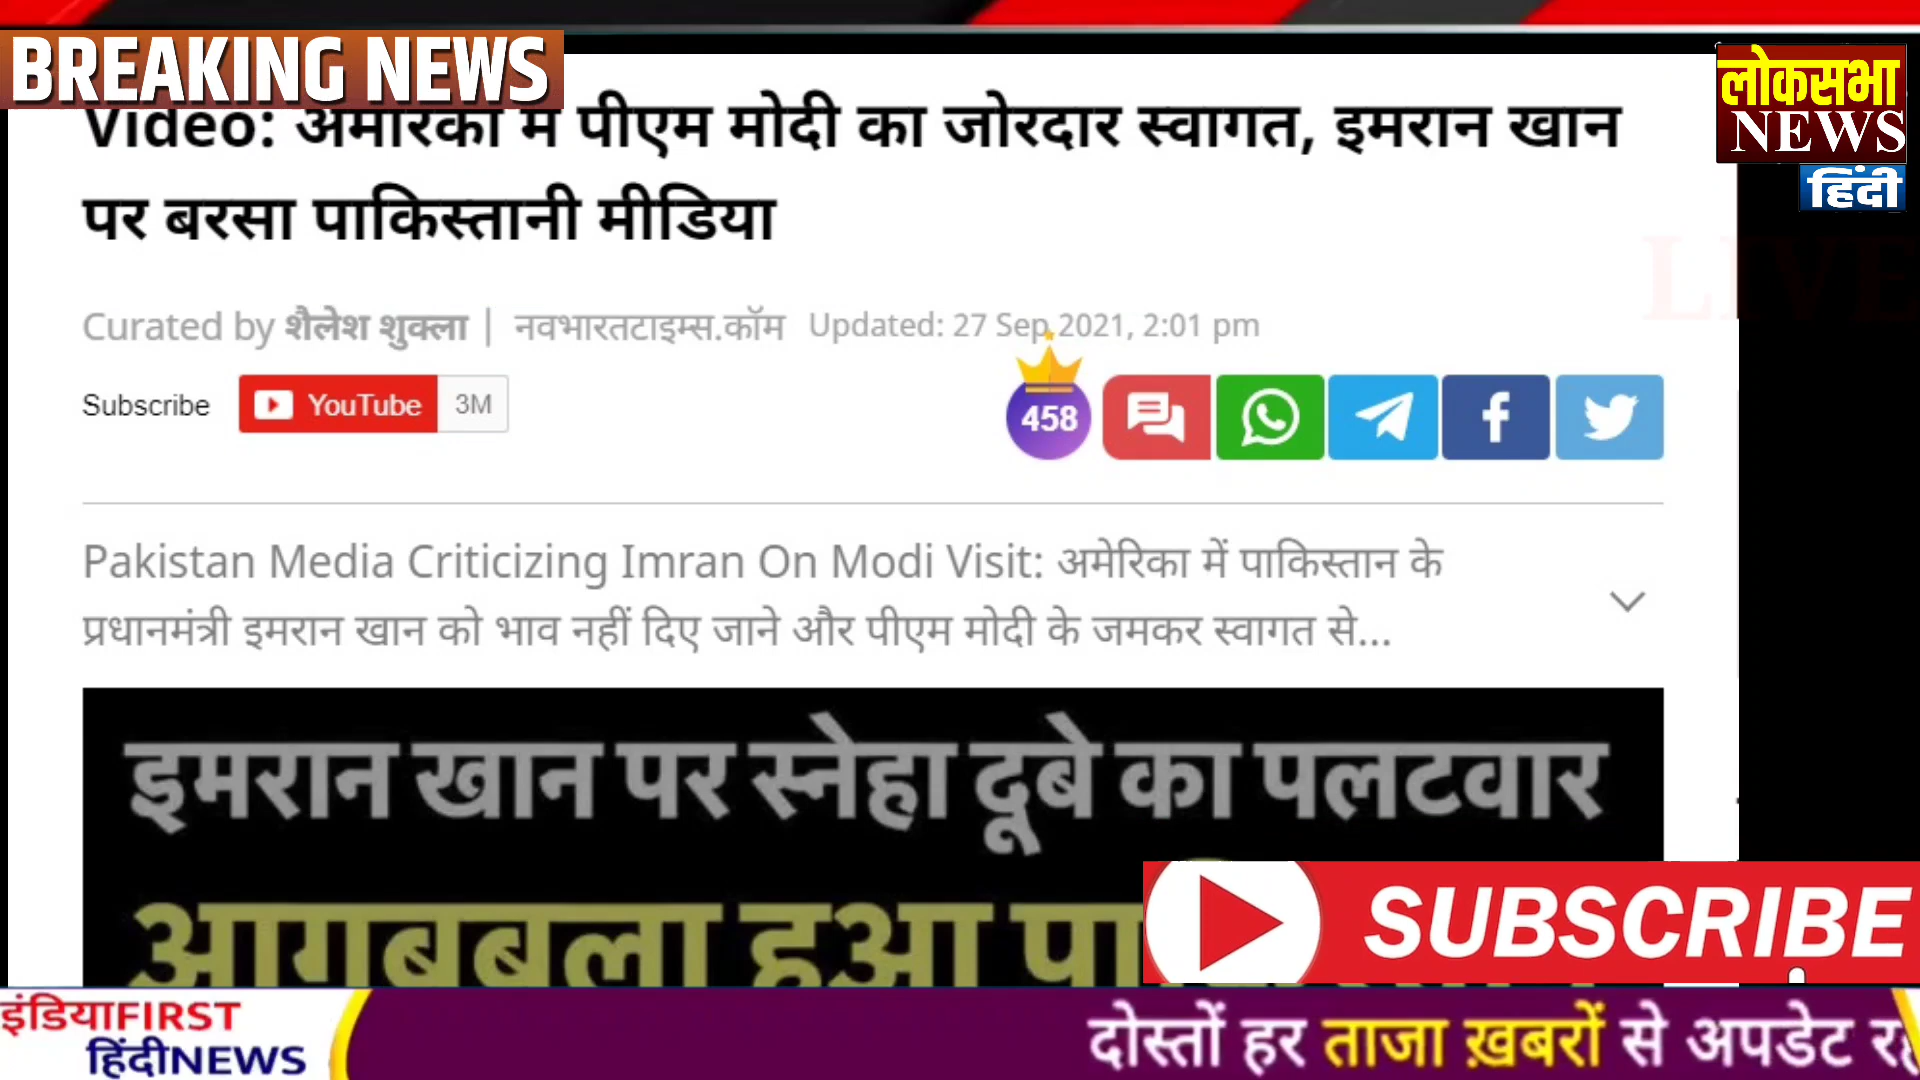 BREAKING NEWS
लोकसभा
NEWS
हिंदी
LIVE
Video: अमेरिका में पीएम मोदी का जोरदार स्वागत, इमरान खान
पर बरसा पाकिस्तानी मीडिया
Curated by शैलेश शुक्ला | नवभारतटाइम्स.कॉम Updated: 27 Sep 2021, 2:01 pm
Subscribe YouTube 3M
458
Pakistan Media Criticizing Imran On Modi Visit: अमेरिका में पाकिस्तान के
प्रधानमंत्री इमरान खान को भाव नहीं दिए जाने और पीएम मोदी के जमकर स्वागत से...
इमरान खान पर स्नेहा दूबे का पलटवार
हुआ
SUBSCRIBE
इंडियाFIRST
हिंदीNEWS
दोस्तों हर ताजा ख़बरों से अपडेट